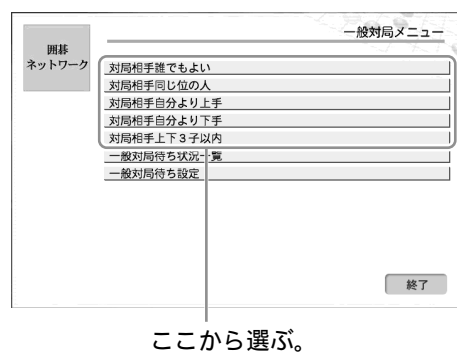 一般対局メニュー
囲碁
ネットワーク
対局相手誰でもよい
対局相手同じ位の人
対局相手自分より上手
対局相手自分より下手
対局相手上下3子以内
一般対局待ち状況一覧
一般対局待ち設定
終了
ここから選ぶ。